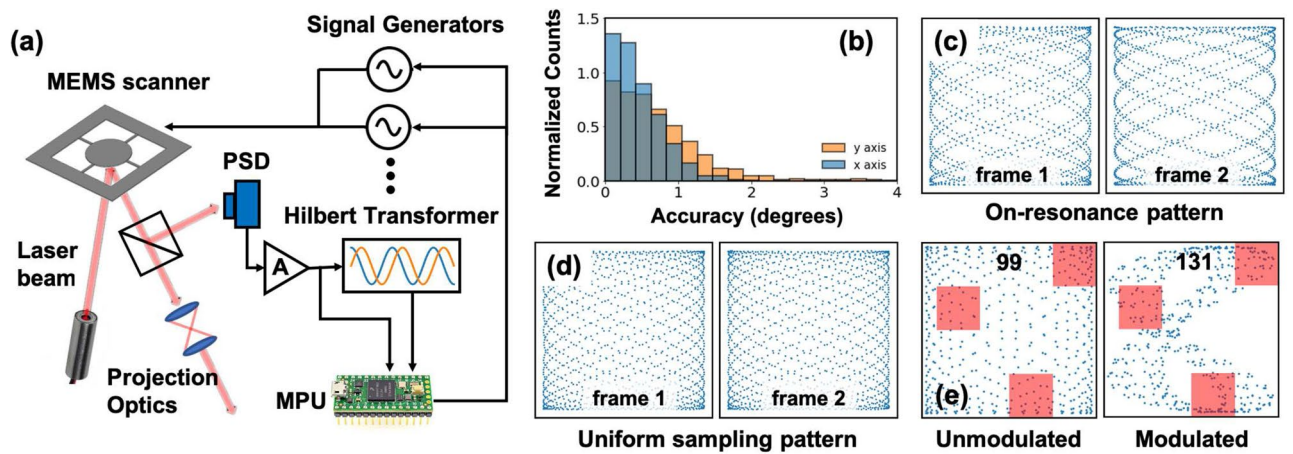 (a)
Signal Generators
MEMS scanner
PSD
Hilbert Transformer
Laser
beam
A
Projection
Optics
MPU
(b)
Normalized Counts
1.5
1.0
0.5
0.0
y axis
x axis
0 1 2 3 4
Accuracy (degrees)
(c)
frame 1 frame 2
On-resonance pattern
(d)
frame 1 frame 2
Uniform sampling pattern
99 131
(e)
Unmodulated Modulated